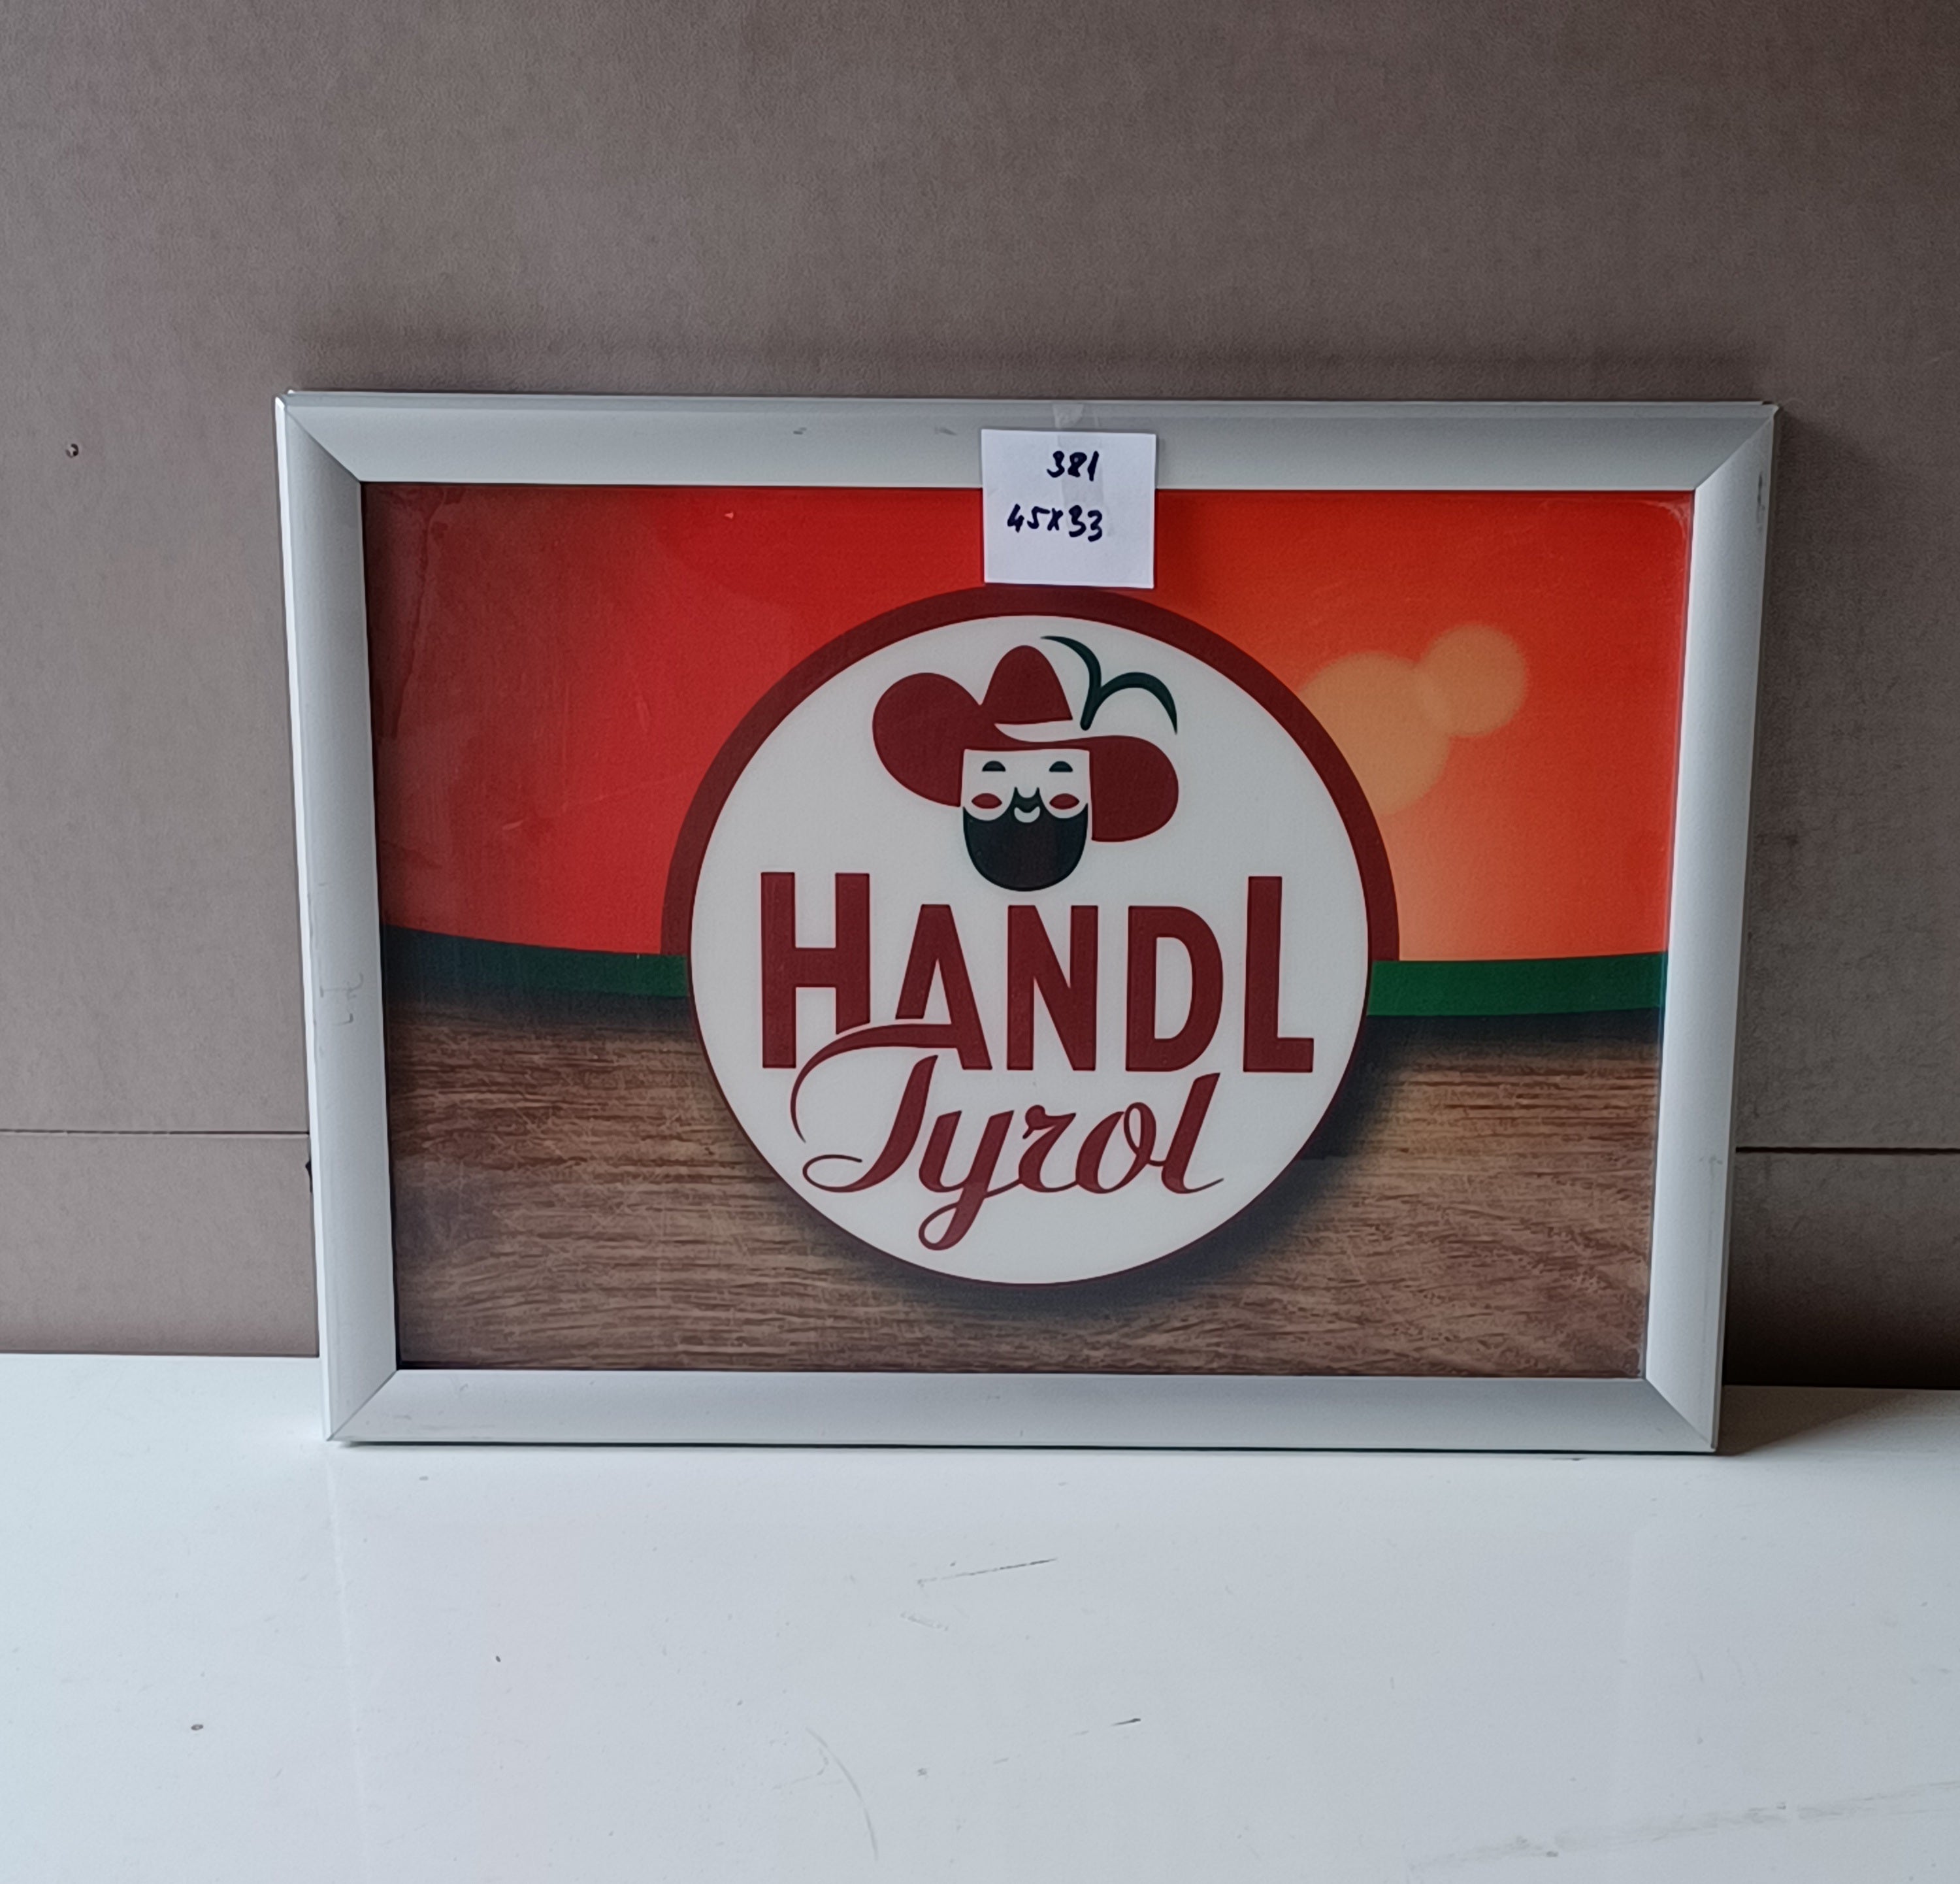 381
45x33
HANDL
Tyrol